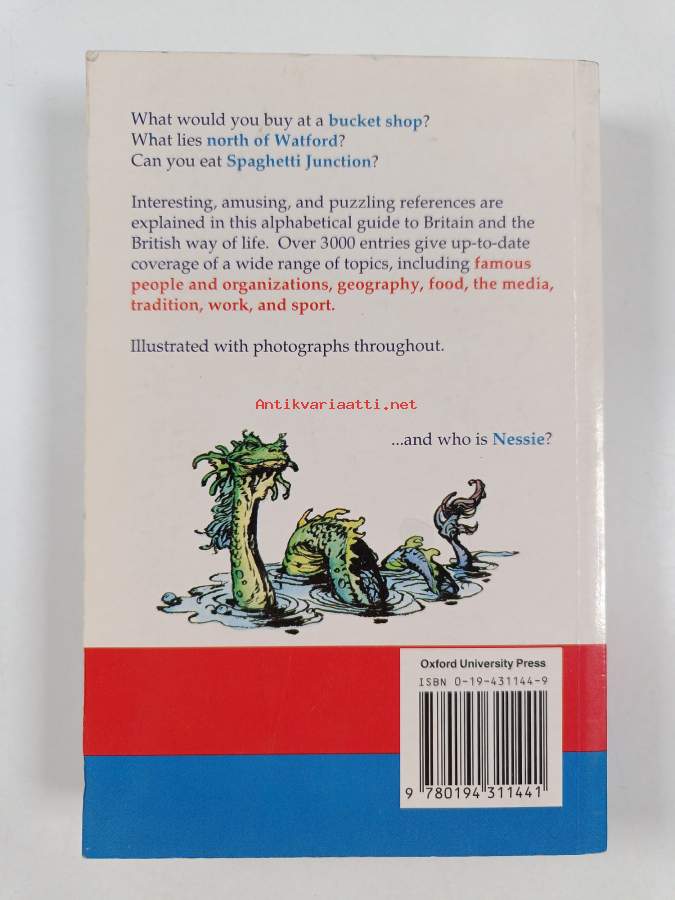 What would you buy at a bucket shop?
What lies north of Watford?
Can you eat Spaghetti Junction?
Interesting, amusing, and puzzling references are
explained in this alphabetical guide to Britain and the
British way of life. Over 3000 entries give up-to-date
coverage of a wide range of topics, including famous
people and organizations, geography, food, the media,
tradition, work, and sport.
Illustrated with photographs throughout.
Antikvariaatti.net
...and who is Nessie?
Oxford University Press
ISBN 0-19-431144-9
9 780194 311441